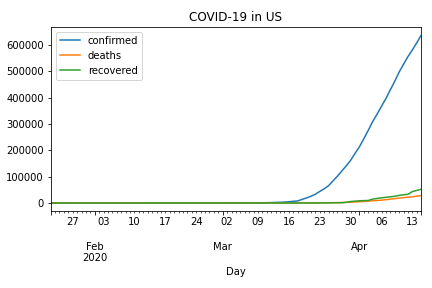 COVID-19 in US
confirmed
deaths
recovered
600000
500000
400000
300000
200000
100000
0
27 03 10 17 24 02 09 16 23 30 06 13
Feb Mar Apr
2020
Day